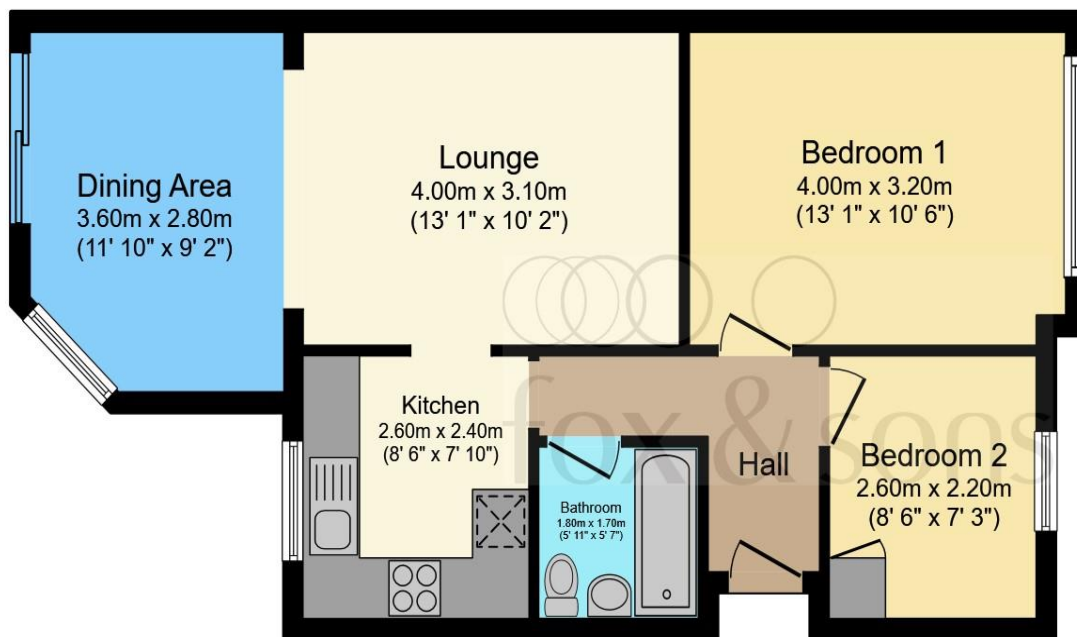 Dining Area
3.60m x 2.80m
(11' 10" x 9' 2")
Lounge
4.00m x 3.10m
(13' 1" x 10' 2")
Bedroom 1
4.00m x 3.20m
(13' 1" x 10' 6")
Kitchen
2.60m x 2.40m
(8' 6" x 7' 10")
fox & sons
Hall
Bedroom 2
2.60m x 2.20m
(8' 6" x 7' 3")
Bathroom
1.80m x 1.70m
(5' 11" x 5' 7")